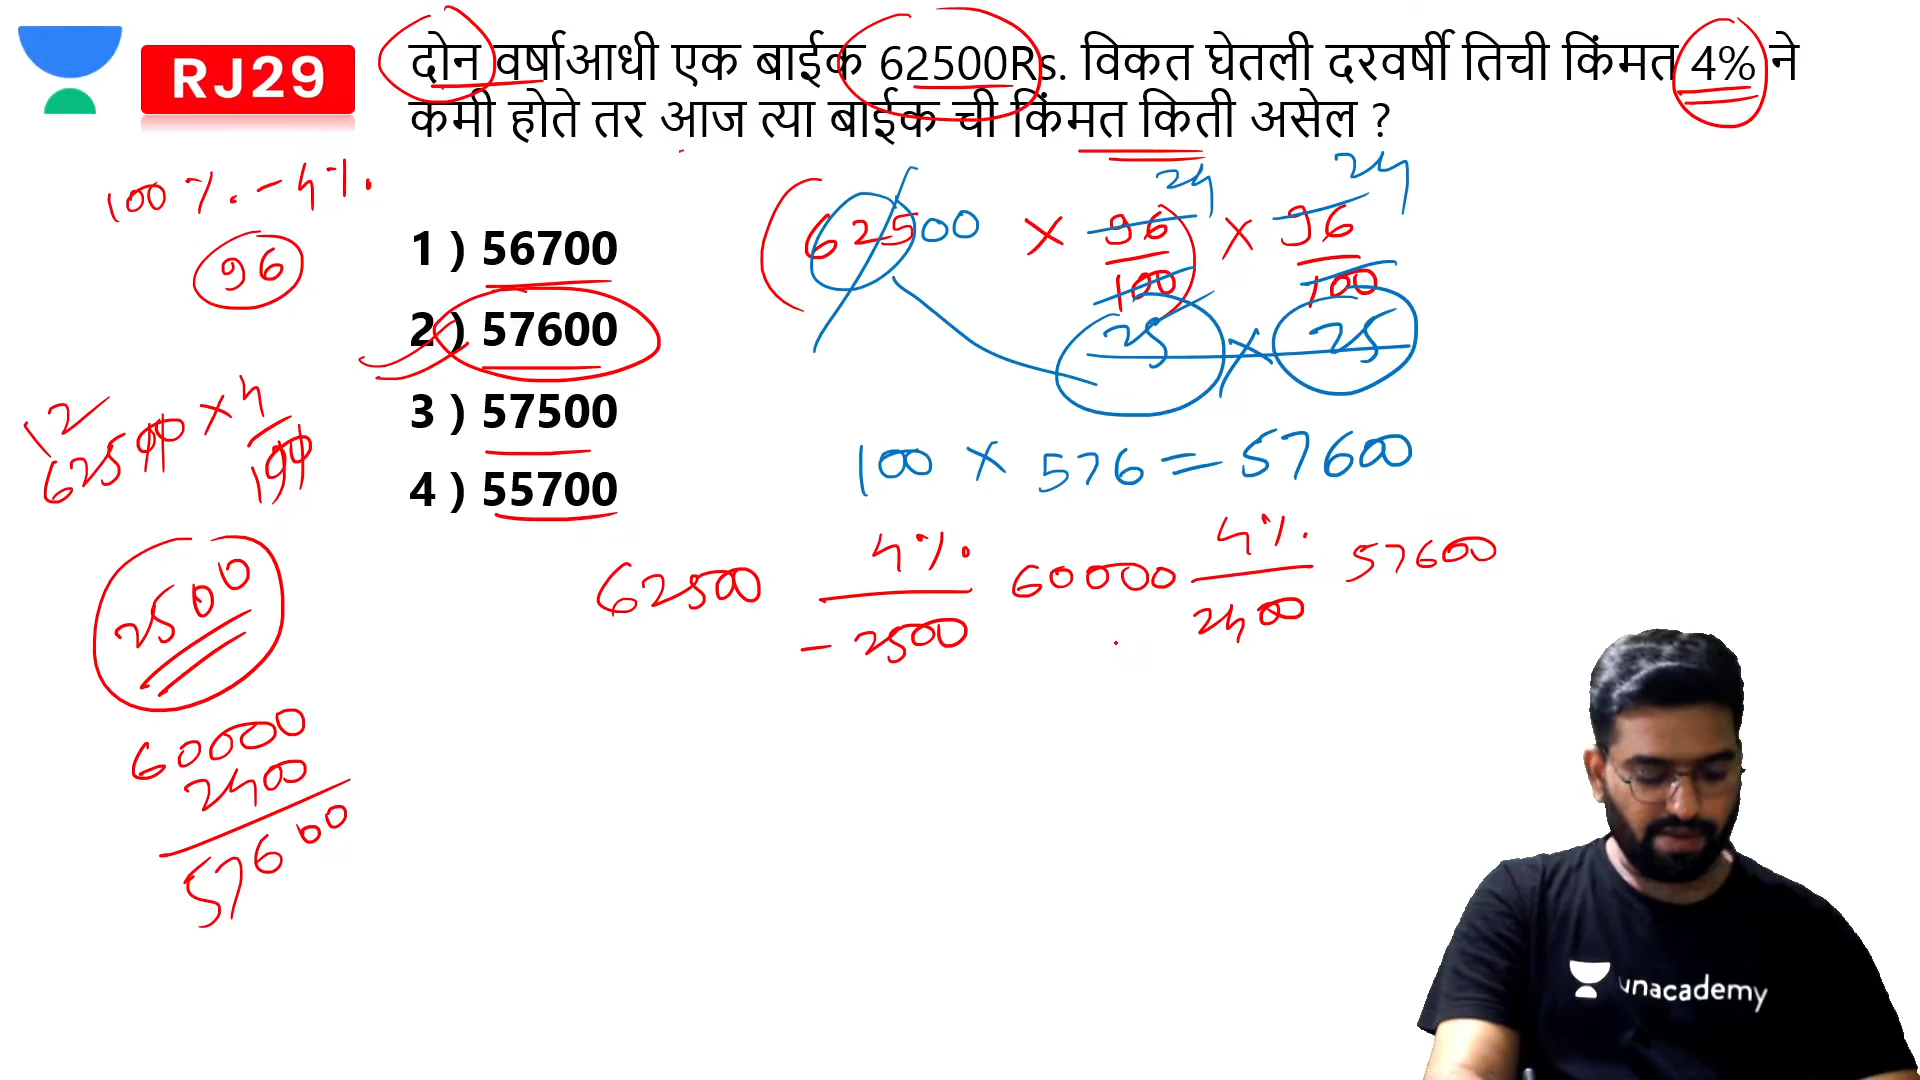 RJ29
दोन वर्षाआधी एक बाईक 62500Rs. विकत घेतली दरवर्षी तिची किंमत 4% ने
कमी होते तर आज त्या बाईक ची किंमत किती असेल ?
100 % - 4%
96
1 ) 56700
2 ) 57600
3 ) 57500
4 ) 55700
62500 × 96/100 × 96/100
24 24
25 × 25
100 × 576 = 57600
12
62500 × 4/100
2500
60000
2400
57600
62500 4% 60000 4% 57600
- 2500 2400
unacademy